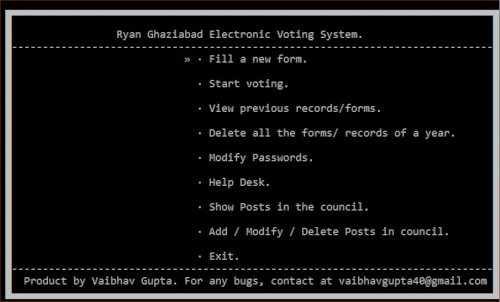 Ryan Ghaziabad Electronic Voting System.
» · Fill a new form.
· Start voting.
· View previous records/forms.
· Delete all the forms/ records of a year.
· Modify Passwords.
· Help Desk.
· Show Posts in the council.
· Add / Modify / Delete Posts in council.
· Exit.
Product by Vaibhav Gupta. For any bugs, contact at vaibhavgupta40@gmail.com